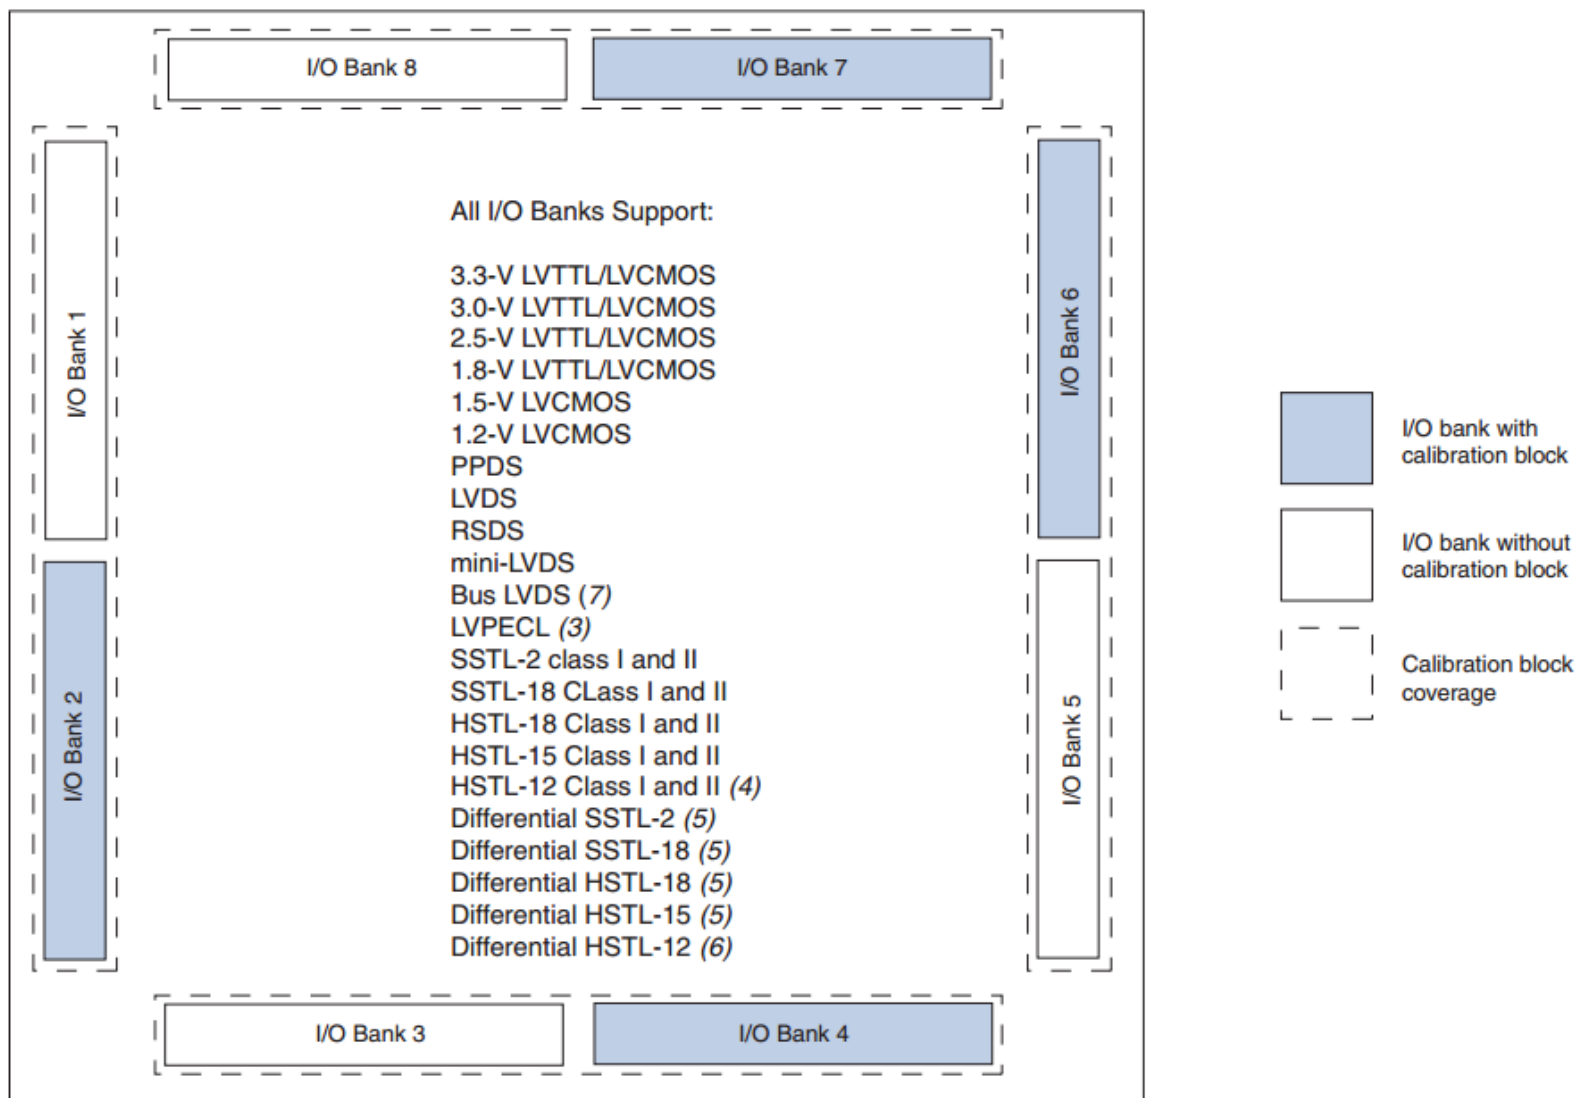 I/O Bank 8
I/O Bank 7
I/O Bank 1
I/O Bank 2
All I/O Banks Support:
3.3-V LVTTL/LVCMOS
3.0-V LVTTL/LVCMOS
2.5-V LVTTL/LVCMOS
1.8-V LVTTL/LVCMOS
1.5-V LVCMOS
1.2-V LVCMOS
PPDS
LVDS
RSDS
mini-LVDS
Bus LVDS (7)
LVPECL (3)
SSTL-2 class I and II
SSTL-18 CLass I and II
HSTL-18 Class I and II
HSTL-15 Class I and II
HSTL-12 Class I and II (4)
Differential SSTL-2 (5)
Differential SSTL-18 (5)
Differential HSTL-18 (5)
Differential HSTL-15 (5)
Differential HSTL-12 (6)
I/O Bank 6
I/O Bank 5
I/O Bank 3
I/O Bank 4
I/O bank with
calibration block
I/O bank without
calibration block
Calibration block
coverage